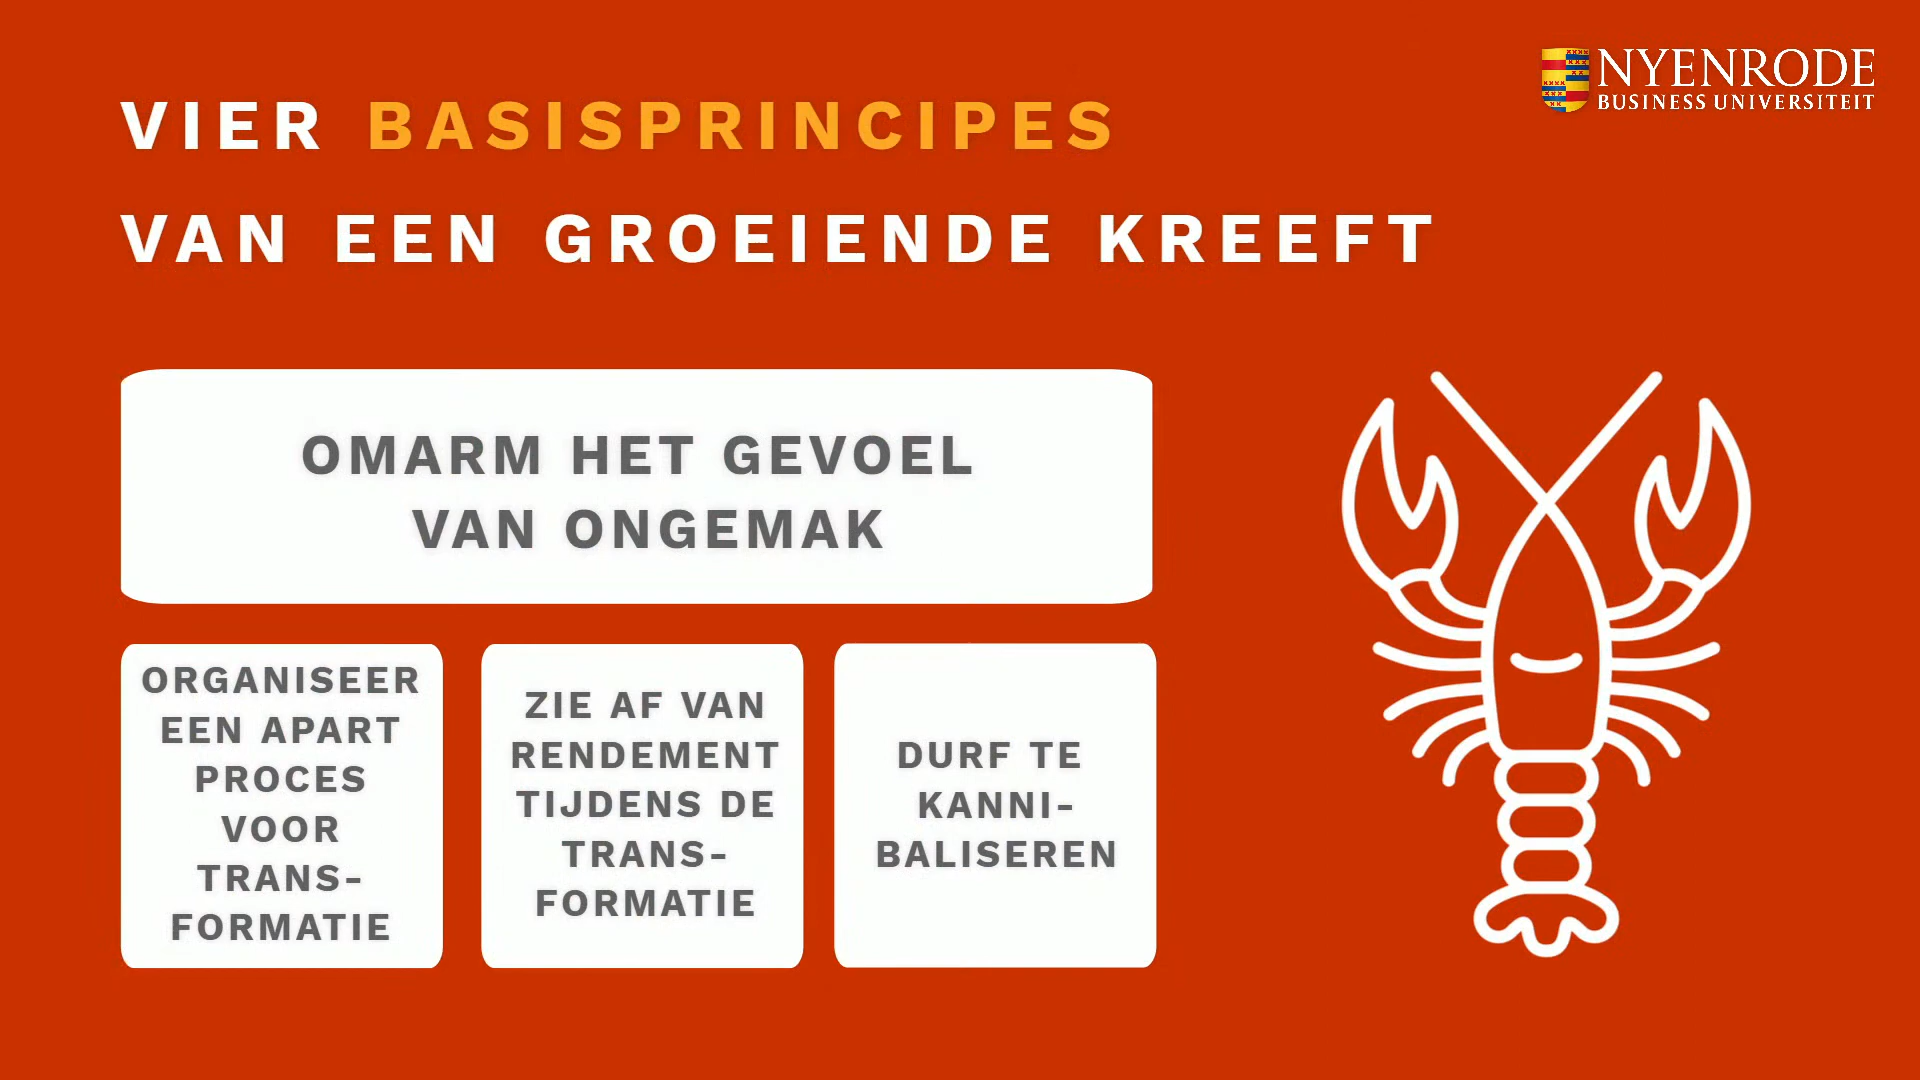 NYENRODE
BUSINESS UNIVERSITEIT
VIER BASISPRINCIPES
VAN EEN GROEIENDE KREEFT
OMARM HET GEVOEL
VAN ONGEMAK
ORGANISEER
EEN APART
PROCES
VOOR
TRANS-
FORMATIE
ZIE AF VAN
RENDEMENT
TIJDENS DE
TRANS-
FORMATIE
DURF TE
KANNI-
BALISEREN